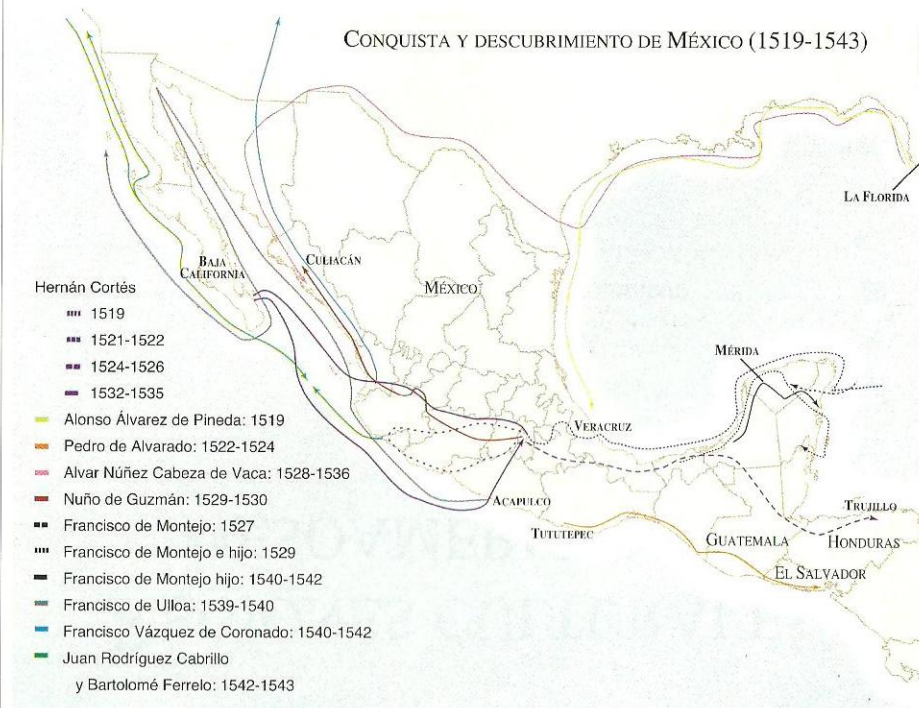 CONQUISTA Y DESCUBRIMIENTO DE MÉXICO (1519-1543)
LA FLORIDA
CULIACÁN
BAJA
CALIFORNIA
MÉXICO
Hernán Cortés
1519
1521-1522
1524-1526
1532-1535
Alonso Álvarez de Pineda: 1519
Pedro de Alvarado: 1522-1524
Alvar Núñez Cabeza de Vaca: 1528-1536
Nuño de Guzmán: 1529-1530
Francisco de Montejo: 1527
Francisco de Montejo e hijo: 1529
Francisco de Montejo hijo: 1540-1542
Francisco de Ulloa: 1539-1540
Francisco Vázquez de Coronado: 1540-1542
Juan Rodríguez Cabrillo
y Bartolomé Ferrelo: 1542-1543
MÉRIDA
VERACRUZ
ACAPULCO
TUTUTEPEC
TRUJILLO
GUATEMALA
HONDURAS
EL SALVADOR